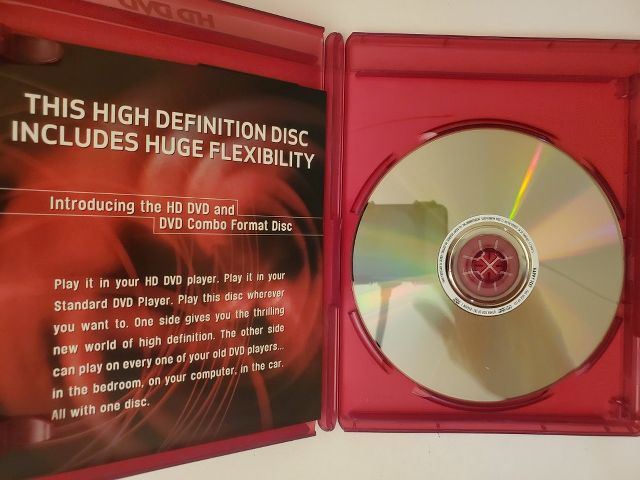 HD DVD
THIS HIGH DEFINITION DISC
INCLUDES HUGE FLEXIBILITY
Introducing the HD DVD and
DVD Combo Format Disc
Play it in your HD DVD player. Play it in your
Standard DVD Player. Play this disc wherever
you want to. One side gives you the thrilling
new world of high definition. The other side
can play on every one of your old DVD players...
in the bedroom, on your computer, in the car.
All with one disc.